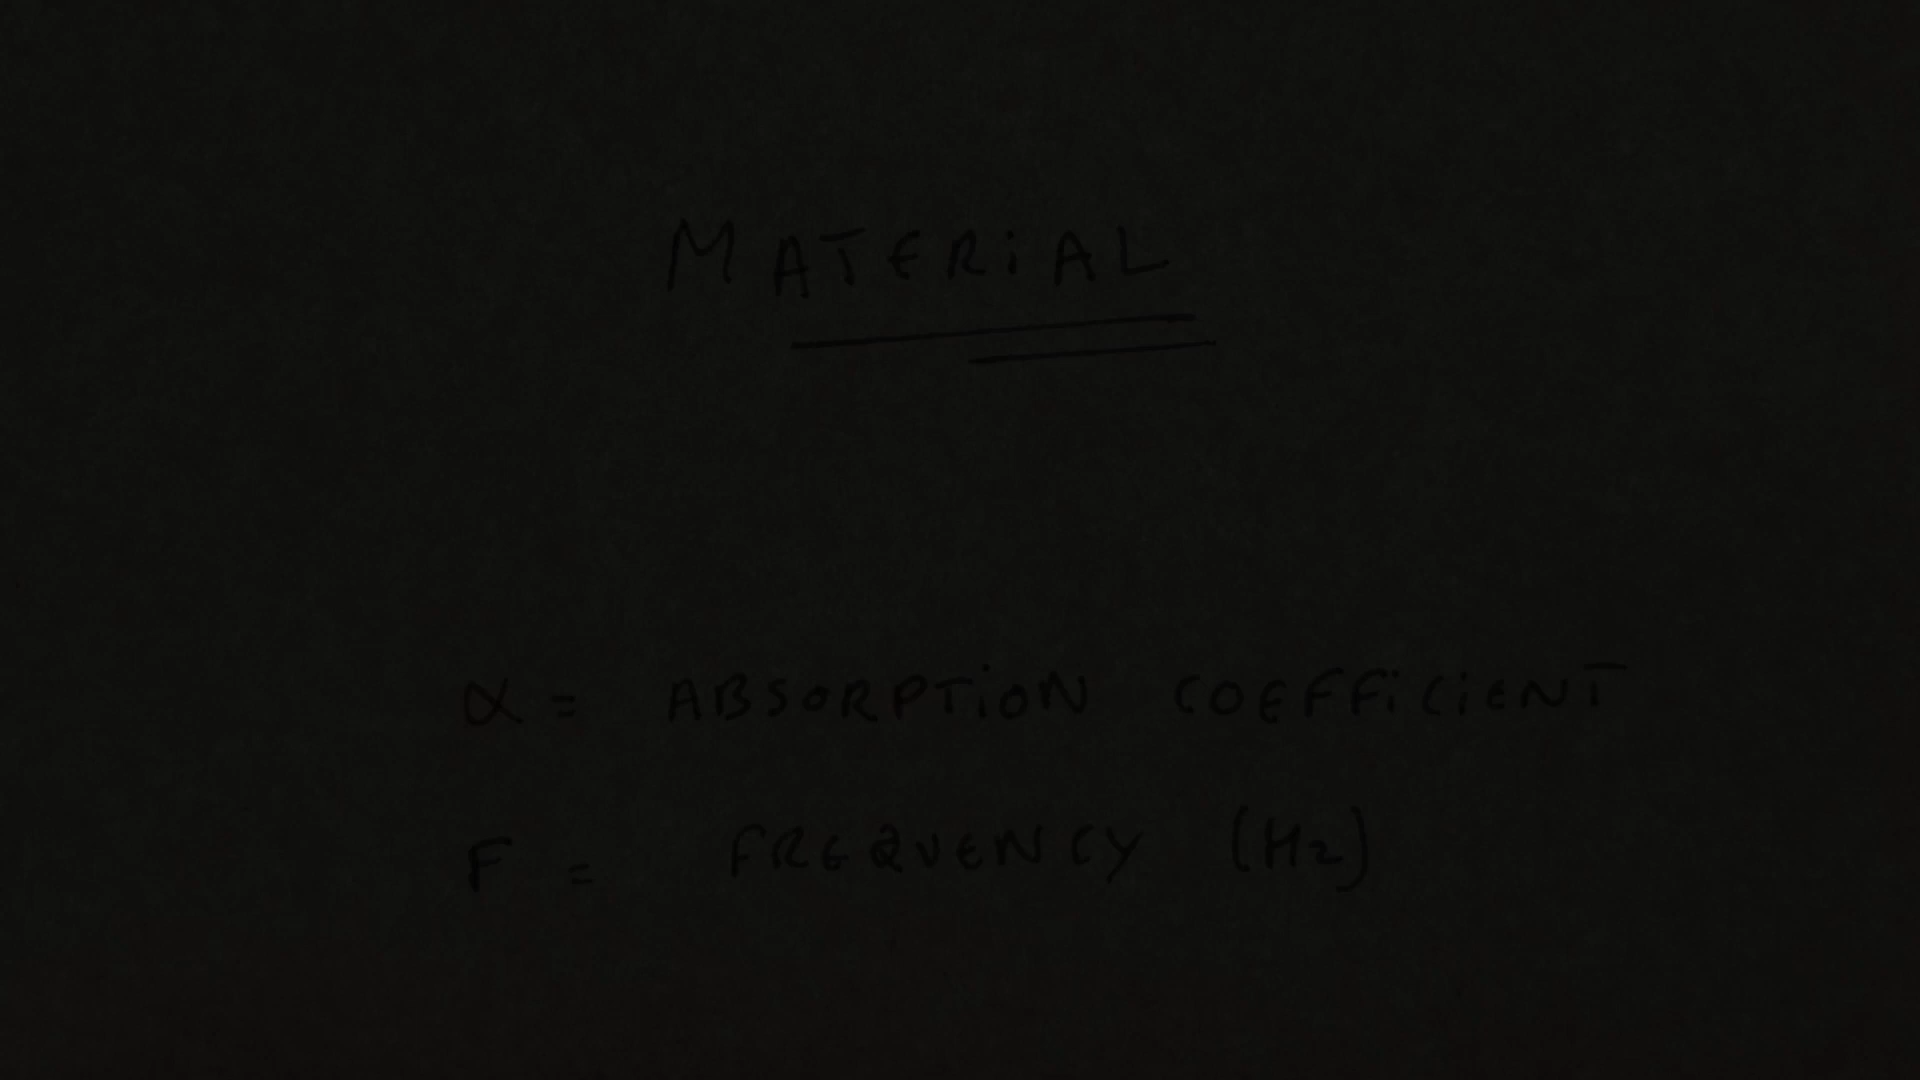 MATERiAL
α = ABSORPTiON COEFFiCiENT
F = FREQUENCY (Hz)